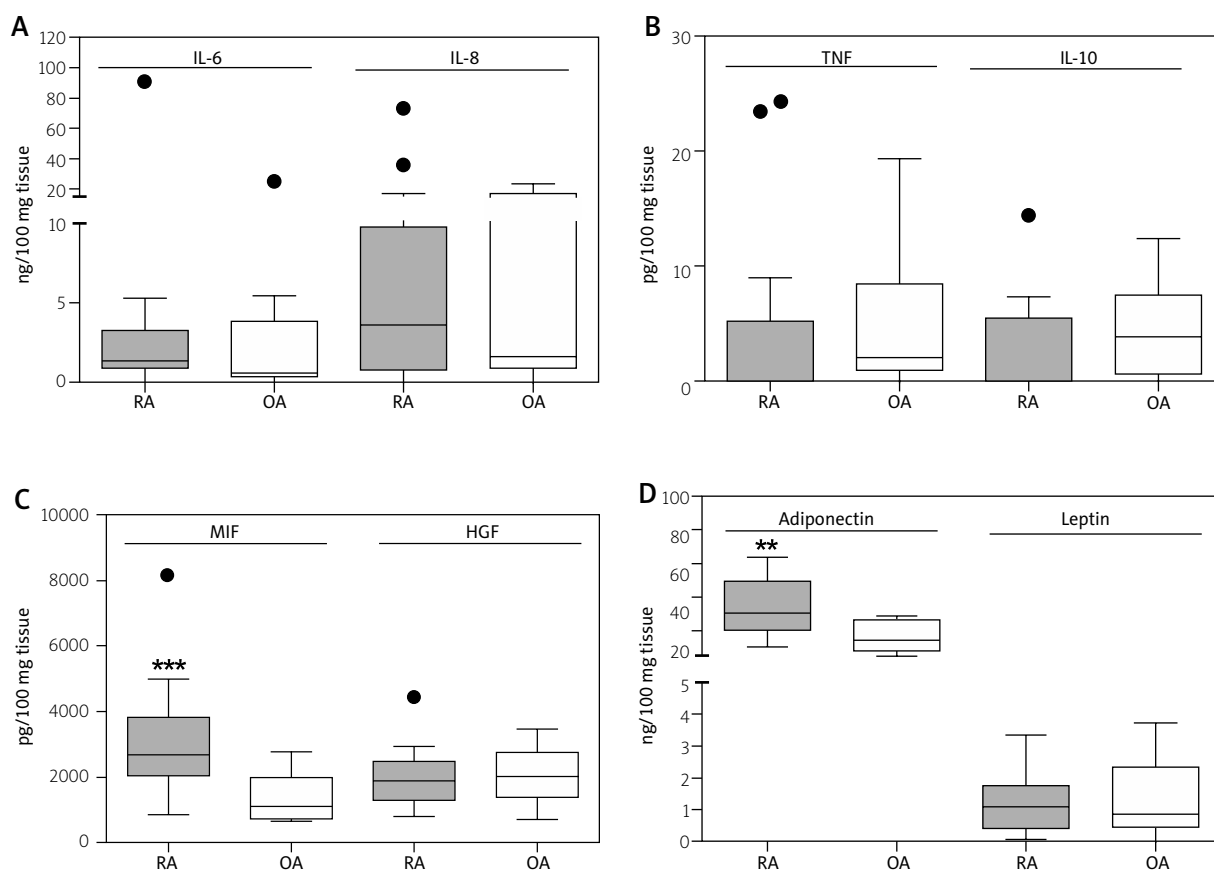 A
IL-6 IL-8
120
100
80
60
40
20
10
5
0
ng/100 mg tissue
RA OA RA OA
B
TNF IL-10
30
20
10
0
pg/100 mg tissue
RA OA RA OA
C
MIF HGF
10000
8000
6000
4000
2000
0
pg/100 mg tissue
***
RA OA RA OA
D
Adiponectin Leptin
100
80
60
40
20
5
4
3
2
1
0
ng/100 mg tissue
**
RA OA RA OA